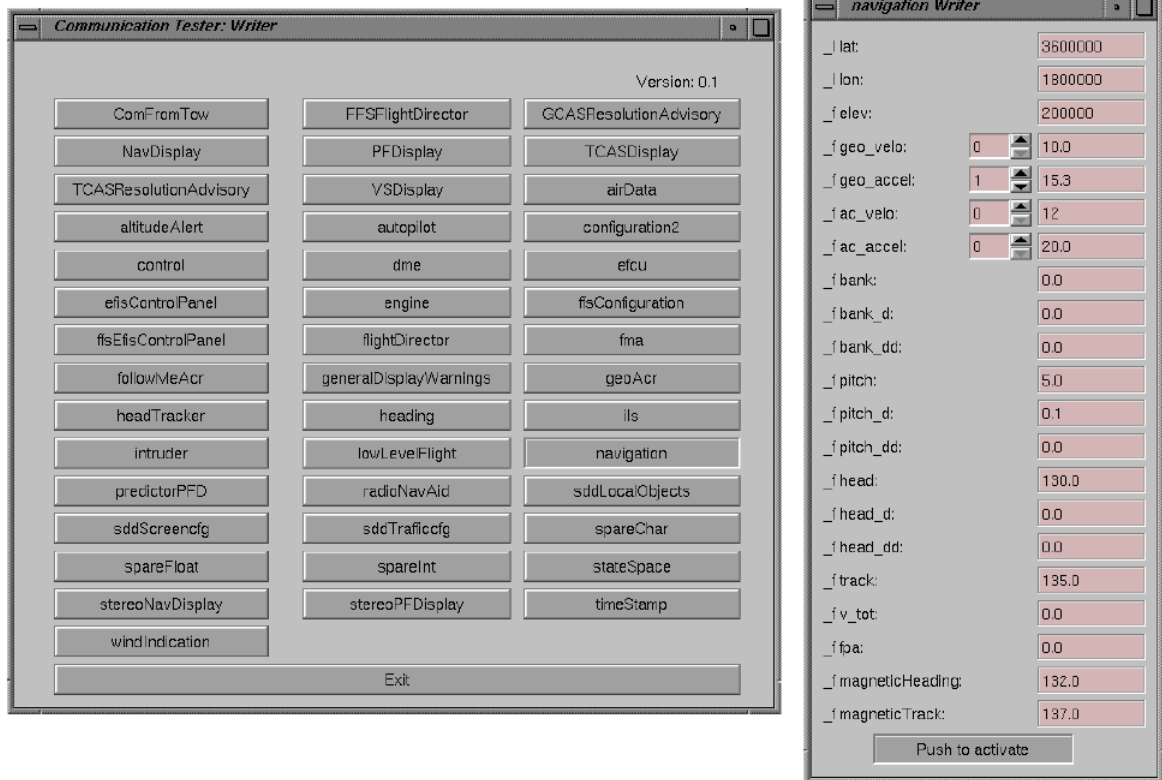 Communication Tester: Writer
Version: 0.1
ComFromTow FFSFlightDirector GCASResolutionAdvisory
NavDisplay PFDisplay TCASDisplay
TCASResolutionAdvisory VSDisplay airData
altitudeAlert autopilot configuration2
control dme efcu
efisControlPanel engine ffsConfiguration
ffsEfisControlPanel flightDirector fma
followMeAcr generalDisplayWarnings geoAcr
headTracker heading ils
intruder lowLevelFlight navigation
predictorPFD radioNavAid sddLocalObjects
sddScreencfg sddTrafficcfg spareChar
spareFloat spareInt stateSpace
stereoNavDisplay stereoPFDisplay timeStamp
windIndication
Exit
navigation Writer
_l lat: 3600000
_l lon: 1800000
_f elev: 200000
_f geo_velo: 0 10.0
_f geo_accel: 1 15.3
_f ac_velo: 0 12
_f ac_accel: 0 20.0
_f bank: 0.0
_f bank_d: 0.0
_f bank_dd: 0.0
_f pitch: 5.0
_f pitch_d: 0.1
_f pitch_dd: 0.0
_f head: 130.0
_f head_d: 0.0
_f head_dd: 0.0
_f track: 135.0
_f v_tot: 0.0
_f fpa: 0.0
_f magneticHeading: 132.0
_f magneticTrack: 137.0
Push to activate